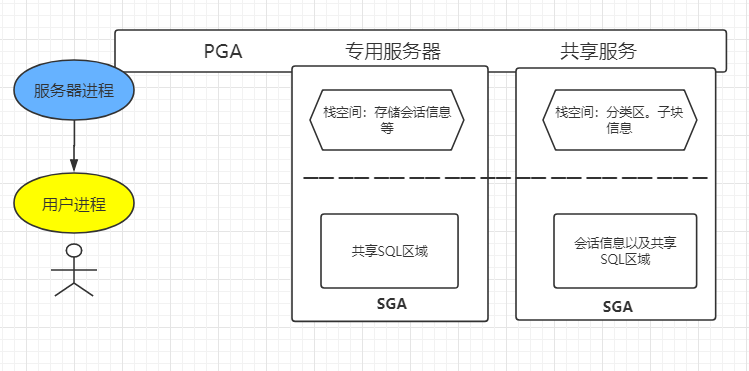 PGA
专用服务器
共享服务
服务器进程
栈空间：存储会话信息
等
栈空间：分类区。子块
信息
用户进程
共享SQL区域
会话信息以及共享
SQL区域
SGA
SGA